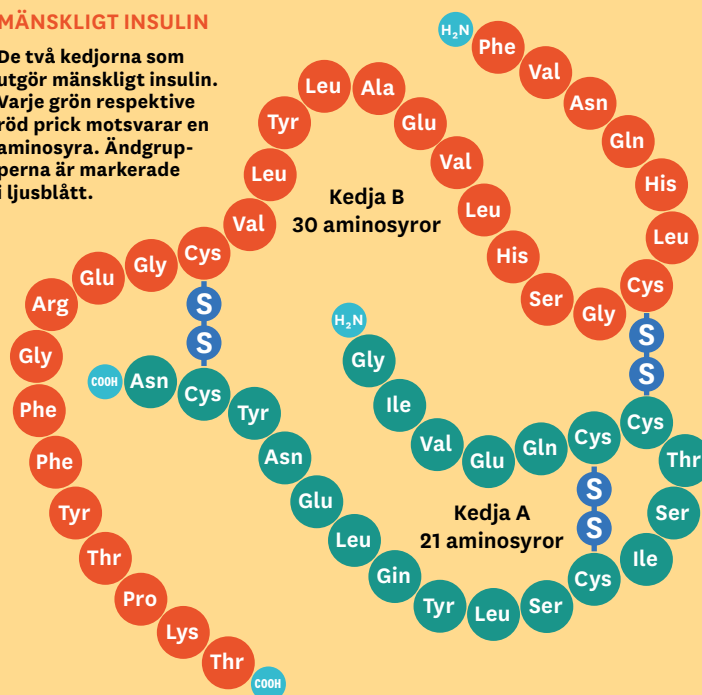 MÄNSKLIGT INSULIN
De två kedjorna som
utgör mänskligt insulin.
Varje grön respektive
röd prick motsvarar en
aminosyra. Ändgrup-
perna är markerade
i ljusblått.
Kedja B
30 aminosyror
H₂N
Phe
Val
Asn
Gln
His
Leu
Cys
Gly
Ser
His
Leu
Val
Glu
Ala
Leu
Tyr
Leu
Val
Cys
Gly
Glu
Arg
Gly
Phe
Phe
Tyr
Thr
Pro
Lys
Thr
COOH
S
S
S
S
Kedja A
21 aminosyror
H₂N
Gly
Ile
Val
Glu
Gln
Cys
Cys
Thr
Ser
Ile
Cys
Ser
Leu
Tyr
Gin
Leu
Glu
Asn
Tyr
Cys
Asn
COOH
S
S